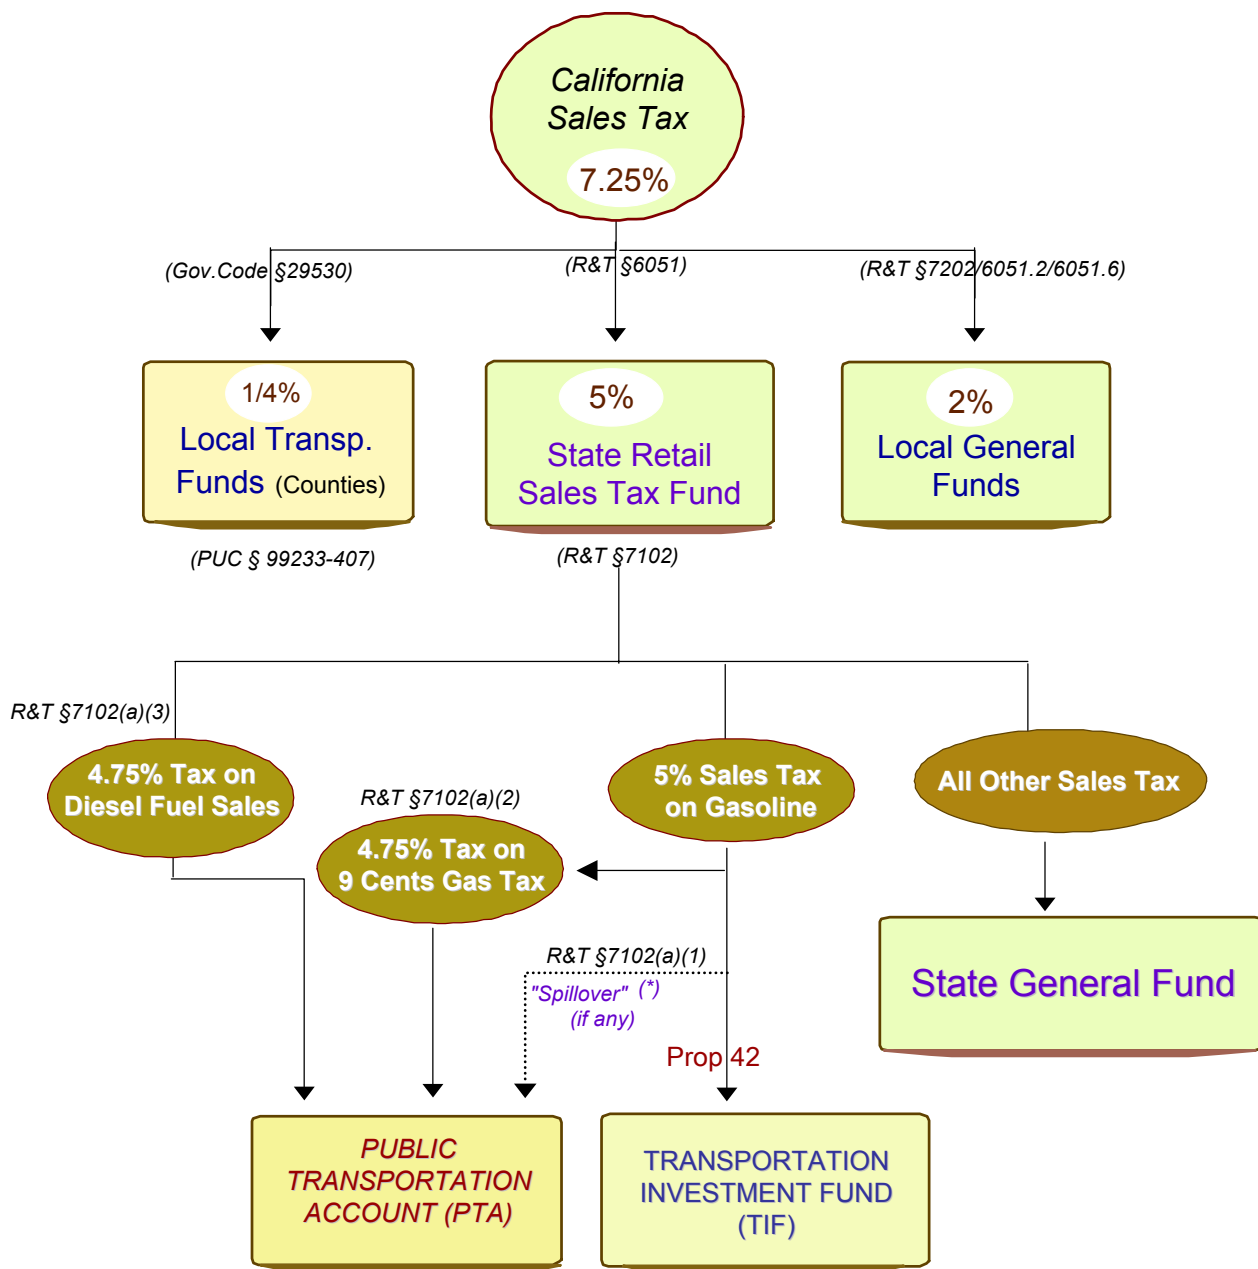 California
Sales Tax
7.25%
(Gov.Code §29530)
(R&T §6051)
(R&T §7202/6051.2/6051.6)
1/4%
Local Transp.
Funds (Counties)
5%
State Retail
Sales Tax Fund
2%
Local General
Funds
(PUC § 99233-407)
(R&T §7102)
R&T §7102(a)(3)
4.75% Tax on
Diesel Fuel Sales
R&T §7102(a)(2)
4.75% Tax on
9 Cents Gas Tax
5% Sales Tax
on Gasoline
All Other Sales Tax
R&T §7102(a)(1)
"Spillover" (*)
(if any)
Prop 42
State General Fund
PUBLIC
TRANSPORTATION
ACCOUNT (PTA)
TRANSPORTATION
INVESTMENT FUND
(TIF)